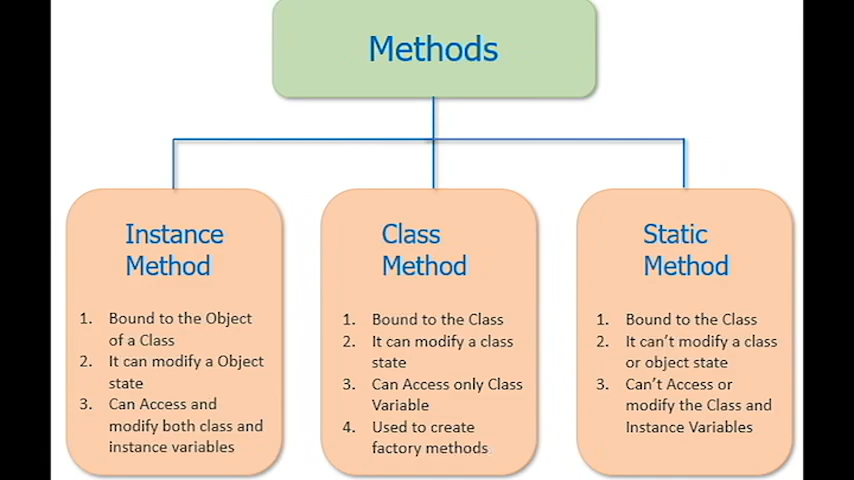 Methods
Instance
Method
1. Bound to the Object
of a Class
2. It can modify a Object
state
3. Can Access and
modify both class and
instance variables
Class
Method
1. Bound to the Class
2. It can modify a class
state
3. Can Access only Class
Variable
4. Used to create
factory methods
Static
Method
1. Bound to the Class
2. It can’t modify a class
or object state
3. Can’t Access or
modify the Class and
Instance Variables